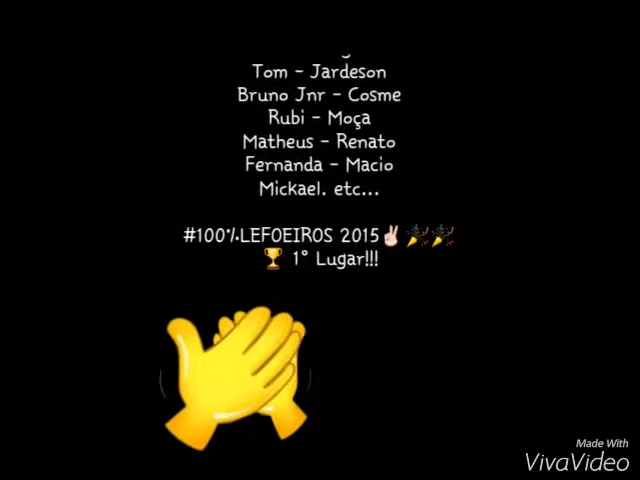 Tom - Jardeson
Bruno Jnr - Cosme
Rubi - Moça
Matheus - Renato
Fernanda - Macio
Mickael. etc...
#100%LEFOEIROS 2015✌🏻🎉🎉
🏆 1° Lugar!!!
Made With
VivaVideo